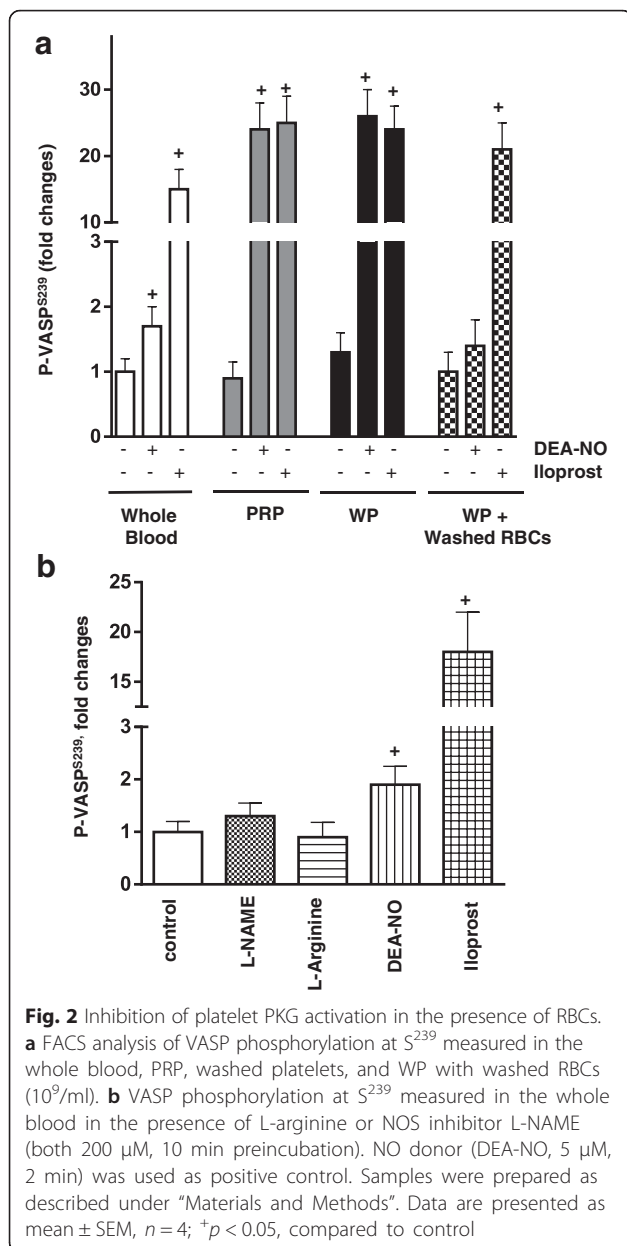 a
P-VASP^S239 (fold changes)
30
20
10
3
2
1
0
+ + + + + + +
- + - - + - - + - - + - DEA-NO
- - + - - + - - + - - + Iloprost
Whole Blood PRP WP WP + Washed RBCs
b
P-VASP^S239, fold changes
25
20
15
3
2
1
0
+ +
control L-NAME L-Arginine DEA-NO Iloprost
Fig. 2 Inhibition of platelet PKG activation in the presence of RBCs.
a FACS analysis of VASP phosphorylation at S^239 measured in the
whole blood, PRP, washed platelets, and WP with washed RBCs
(10^9/ml). b VASP phosphorylation at S^239 measured in the whole
blood in the presence of L-arginine or NOS inhibitor L-NAME
(both 200 μM, 10 min preincubation). NO donor (DEA-NO, 5 μM,
2 min) was used as positive control. Samples were prepared as
described under "Materials and Methods". Data are presented as
mean ± SEM, n = 4; ^+p < 0.05, compared to control